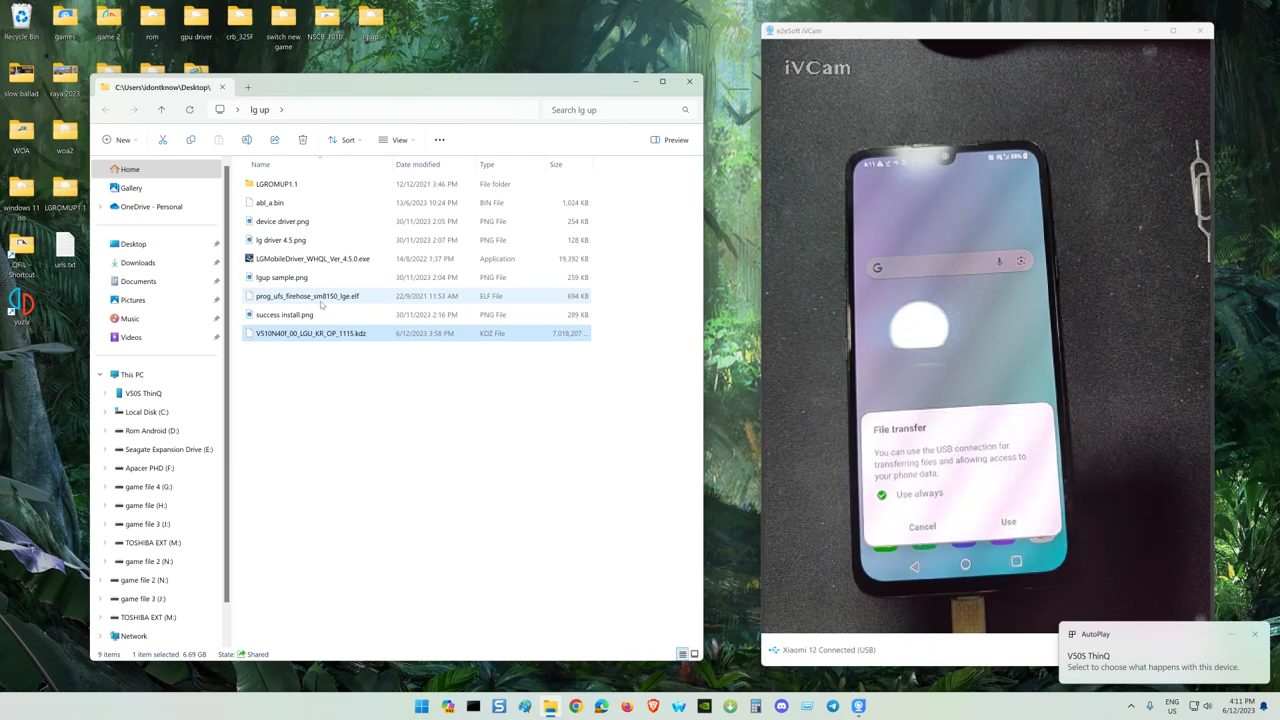 Recycle Bin
games
game 2
rom
gpu driver
crb_325F
switch new game
NSCB_101b
lg up
slow ballad
raya 2023
WOA
woa2
windows 11 iso
LGROMUP1.1
QFIL - Shortcut
urls.txt
yuzu
C:\Users\idontknow\Desktop\
lg up
Search lg up
New
Sort
View
Preview
Home
Gallery
OneDrive - Personal
Desktop
Downloads
Documents
Pictures
Music
Videos
This PC
V50S ThinQ
Local Disk (C:)
Rom Android (D:)
Seagate Expansion Drive (E:)
Apacer PHD (F:)
game file 4 (G:)
game file (H:)
game file 3 (J:)
TOSHIBA EXT (M:)
game file 2 (N:)
game file 2 (N:)
game file 3 (J:)
TOSHIBA EXT (M:)
Network
Name Date modified Type Size
LGROMUP1.1 12/12/2021 3:46 PM File folder
abl_a.bin 13/6/2023 10:24 PM BIN File 1,024 KB
device driver.png 30/11/2023 2:05 PM PNG File 254 KB
lg driver 4.5.png 30/11/2023 2:07 PM PNG File 128 KB
LGMobileDriver_WHQL_Ver_4.5.0.exe 14/8/2022 1:37 PM Application 19,392 KB
lgup sample.png 30/11/2023 2:04 PM PNG File 259 KB
prog_ufs_firehose_sm8150_lge.elf 22/9/2021 11:53 AM ELF File 694 KB
success install.png 30/11/2023 2:16 PM PNG File 289 KB
V510N40f_00_LGU_KR_OP_1115.kdz 6/12/2023 3:58 PM KDZ File 7,018,207 ...
9 items 1 item selected 6.69 GB State: Shared
e2eSoft iVCam
iVCam
4:11
88%
File transfer
You can use the USB connection for
transferring files and allowing access to
your phone data.
Use always
Cancel Use
Xiaomi 12 Connected (USB)
AutoPlay
V50S ThinQ
Select to choose what happens with this device.
ENG
US
4:11 PM
6/12/2023